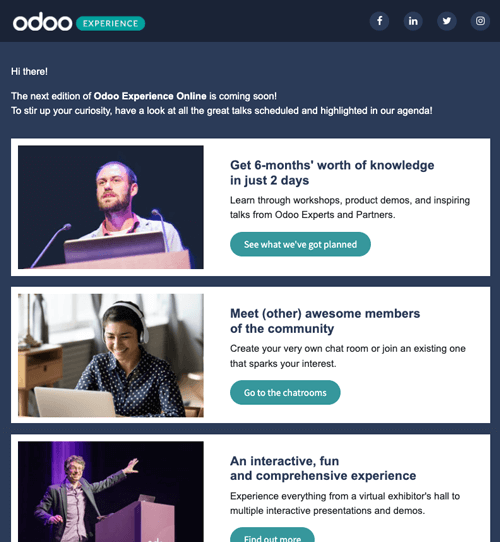 odoo EXPERIENCE
Hi there!
The next edition of Odoo Experience Online is coming soon!
To stir up your curiosity, have a look at all the great talks scheduled and highlighted in our agenda!
Get 6-months' worth of knowledge
in just 2 days
Learn through workshops, product demos, and inspiring
talks from Odoo Experts and Partners.
See what we've got planned
Meet (other) awesome members
of the community
Create your very own chat room or join an existing one
that sparks your interest.
Go to the chatrooms
An interactive, fun
and comprehensive experience
Experience everything from a virtual exhibitor's hall to
multiple interactive presentations and demos.
Find out more